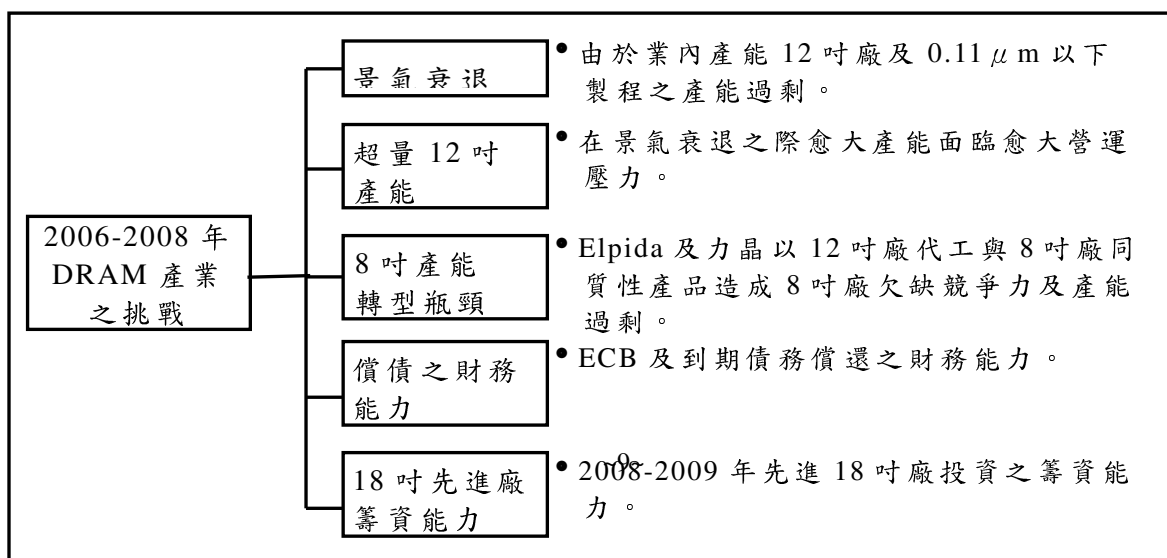 2006-2008 年
DRAM 產業
之挑戰
景氣衰退
• 由於業內產能 12 吋廠及 0.11 μm 以下
製程之產能過剩。
超量 12 吋
產能
• 在景氣衰退之際愈大產能面臨愈大營運
壓力。
8 吋產能
轉型瓶頸
• Elpida 及力晶以 12 吋廠代工與 8 吋廠同
質性產品造成 8 吋廠欠缺競爭力及產能
過剩。
償債之財務
能力
• ECB 及到期債務償還之財務能力。
18 吋先進廠
籌資能力
• 2008-2009 年先進 18 吋廠投資之籌資能
力。
~9~